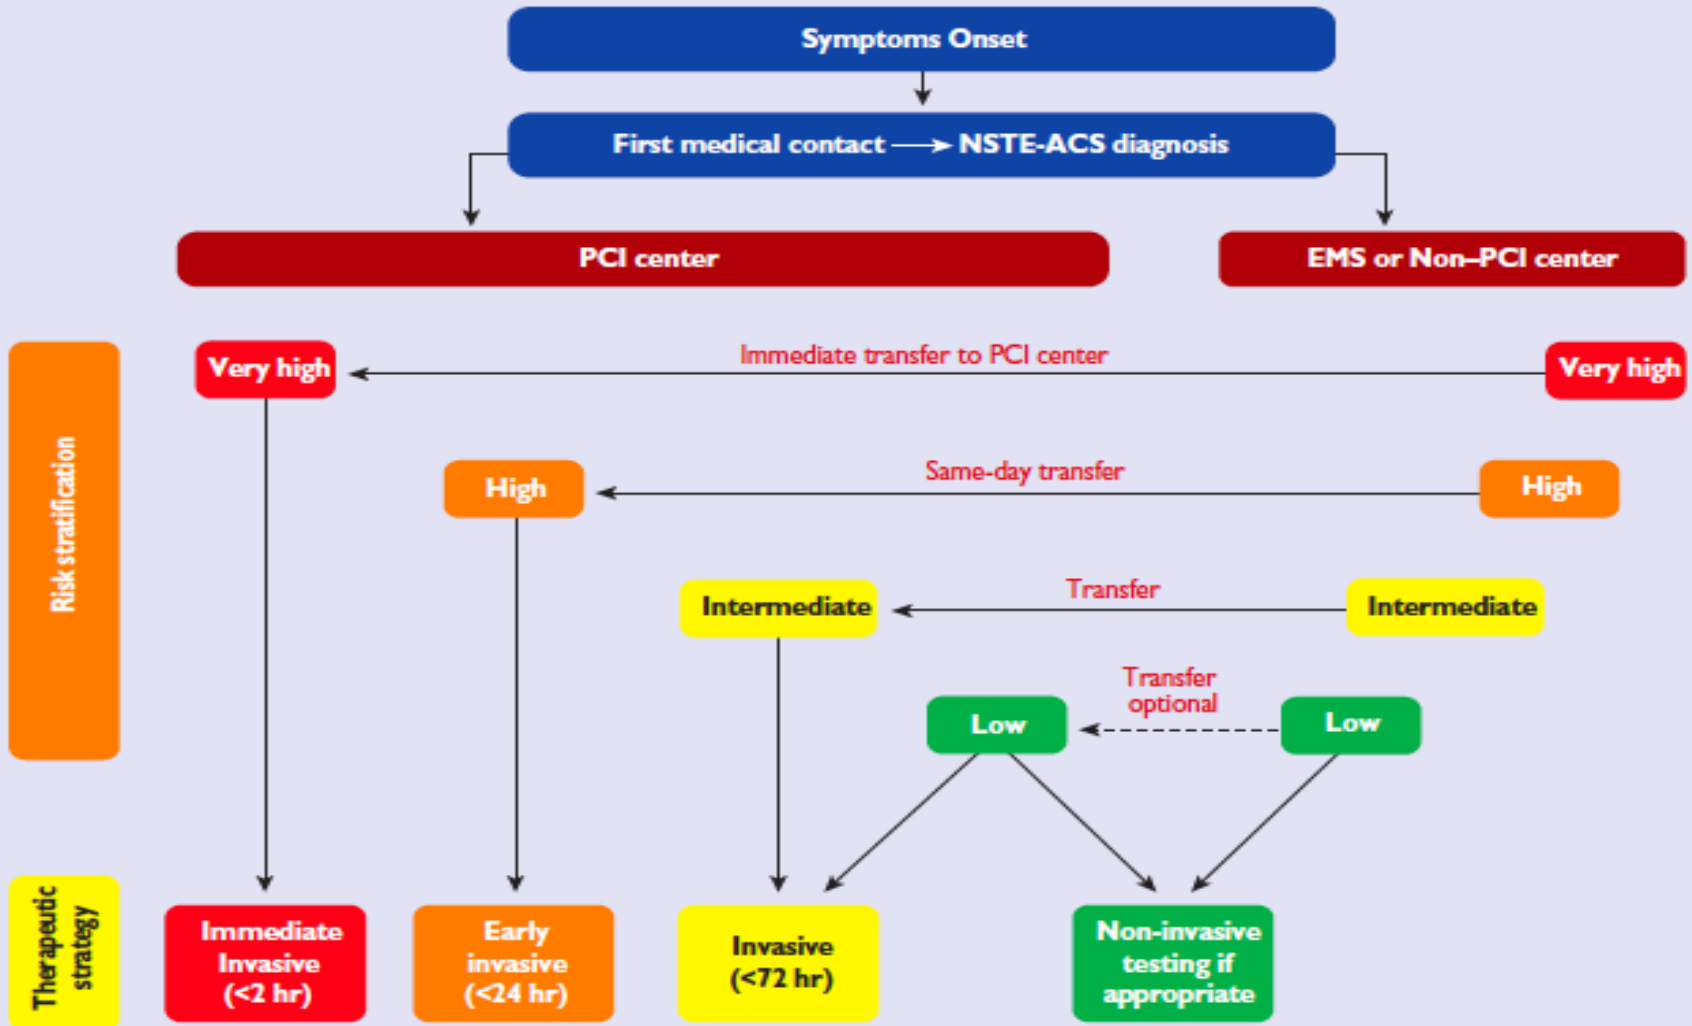 Symptoms Onset
First medical contact → NSTE-ACS diagnosis
PCI center
EMS or Non–PCI center
Risk stratification
Very high
Immediate transfer to PCI center
Very high
High
Same-day transfer
High
Intermediate
Transfer
Intermediate
Low
Transfer
optional
Low
Therapeutic
strategy
Immediate
Invasive
(<2 hr)
Early
invasive
(<24 hr)
Invasive
(<72 hr)
Non-invasive
testing if
appropriate